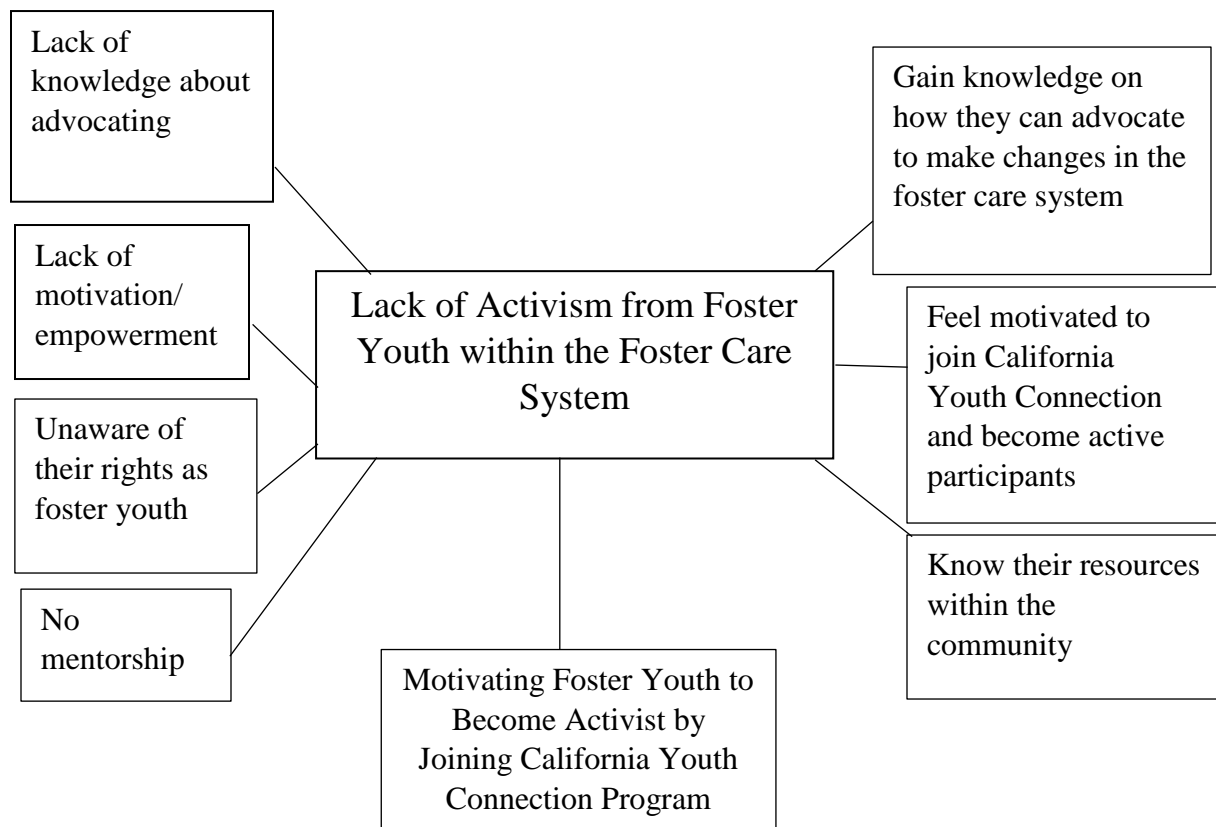 Lack of
knowledge about
advocating
Lack of
motivation/
empowerment
Unaware of
their rights as
foster youth
No
mentorship
Lack of Activism from Foster
Youth within the Foster Care
System
Motivating Foster Youth to
Become Activist by
Joining California Youth
Connection Program
Gain knowledge on
how they can advocate
to make changes in the
foster care system
Feel motivated to
join California
Youth Connection
and become active
participants
Know their resources
within the
community